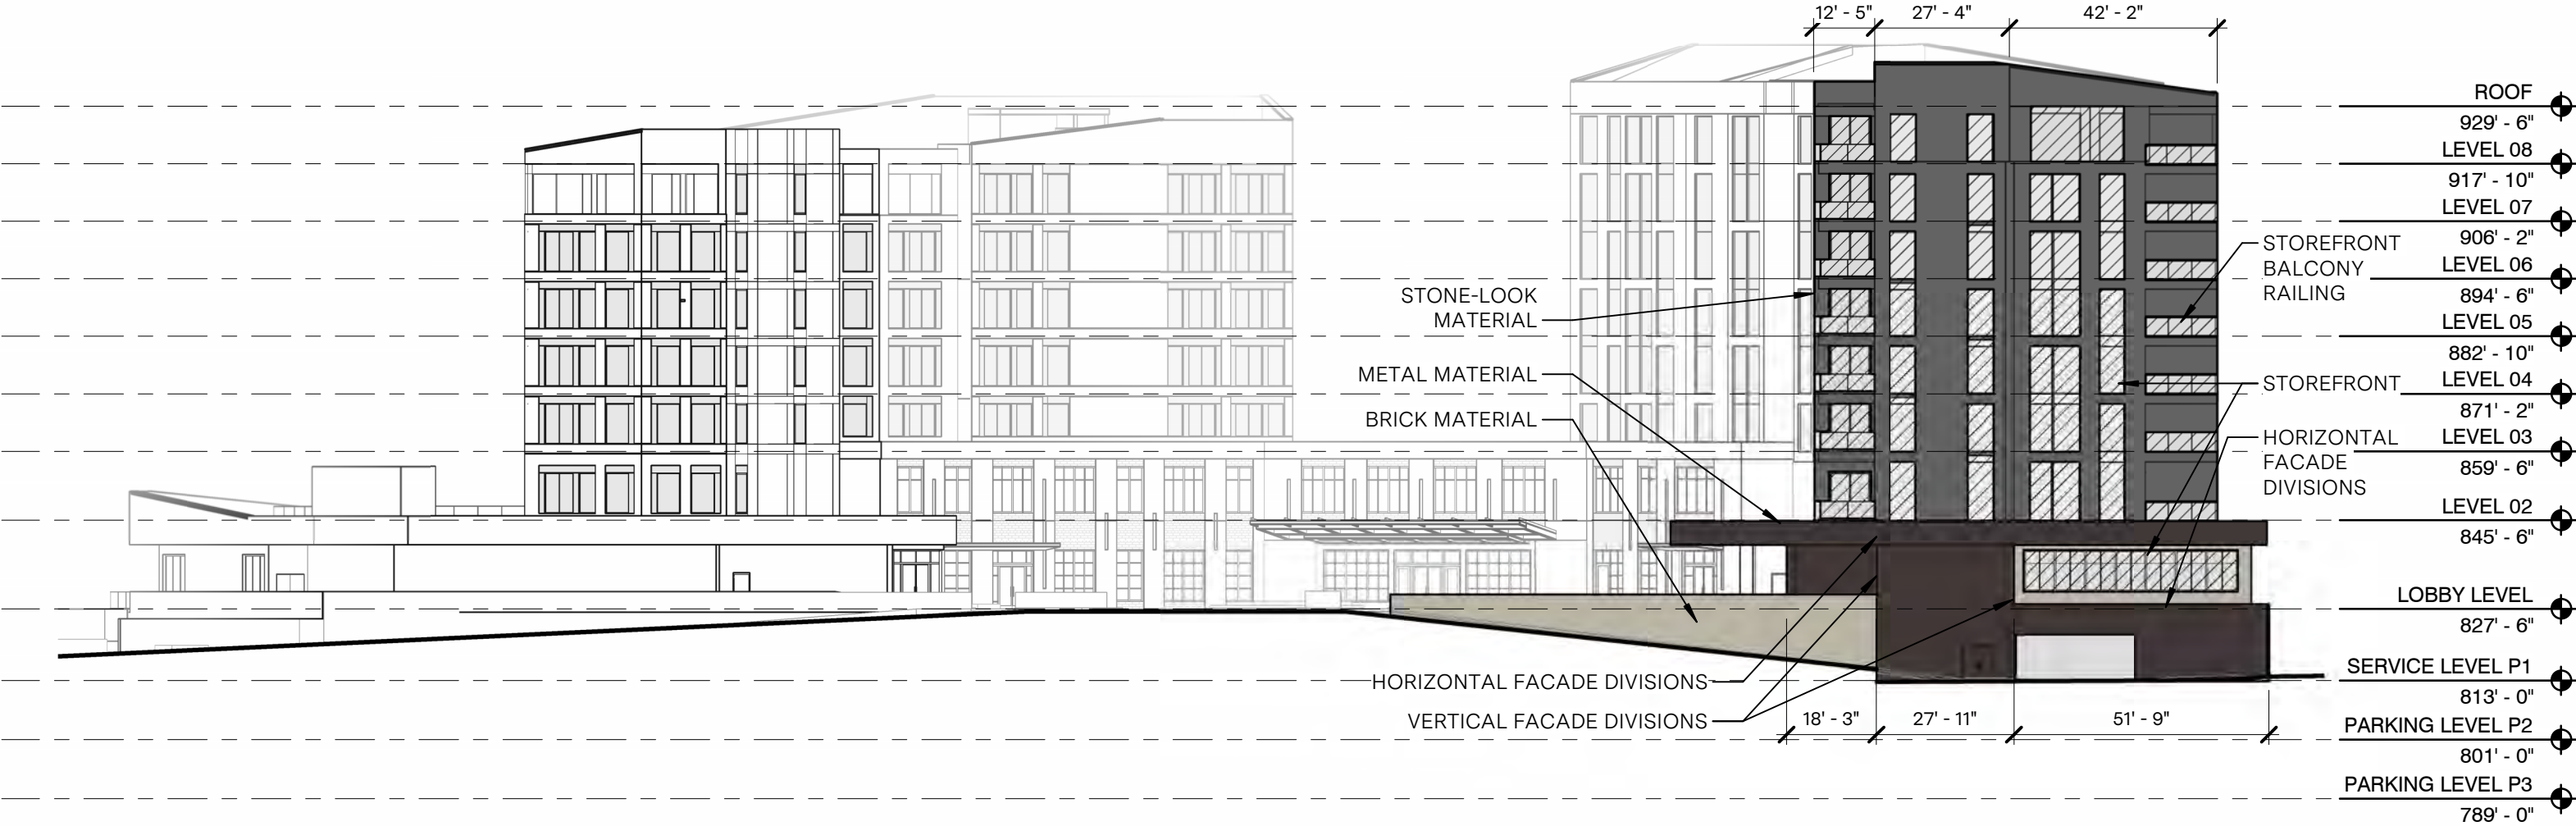 12' - 5" 27' - 4" 42' - 2"
ROOF
929' - 6"
LEVEL 08
917' - 10"
LEVEL 07
906' - 2"
LEVEL 06
894' - 6"
LEVEL 05
882' - 10"
LEVEL 04
871' - 2"
LEVEL 03
859' - 6"
LEVEL 02
845' - 6"
LOBBY LEVEL
827' - 6"
SERVICE LEVEL P1
813' - 0"
PARKING LEVEL P2
801' - 0"
PARKING LEVEL P3
789' - 0"
STOREFRONT
BALCONY
RAILING
STOREFRONT
HORIZONTAL
FACADE
DIVISIONS
STONE-LOOK
MATERIAL
METAL MATERIAL
BRICK MATERIAL
HORIZONTAL FACADE DIVISIONS
VERTICAL FACADE DIVISIONS
18' - 3" 27' - 11" 51' - 9"